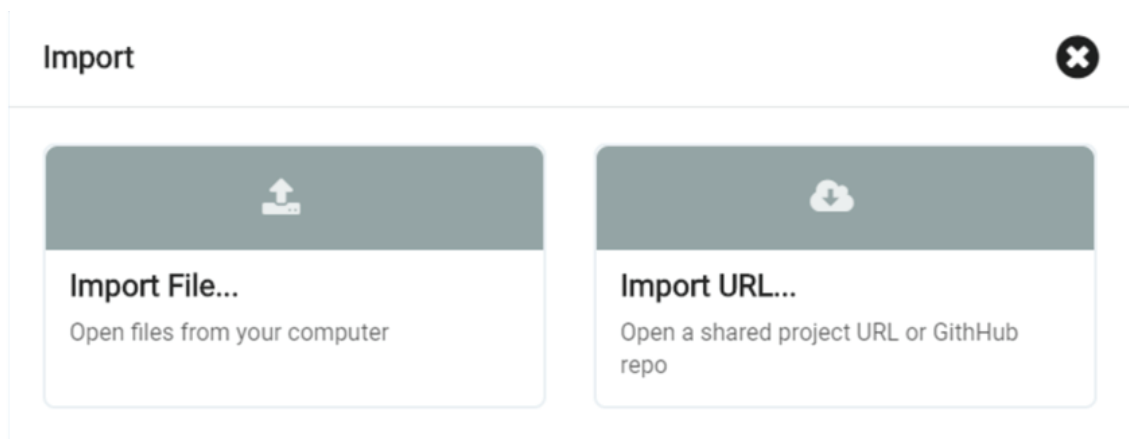 Import
Import File...
Open files from your computer
Import URL...
Open a shared project URL or GithHub
repo